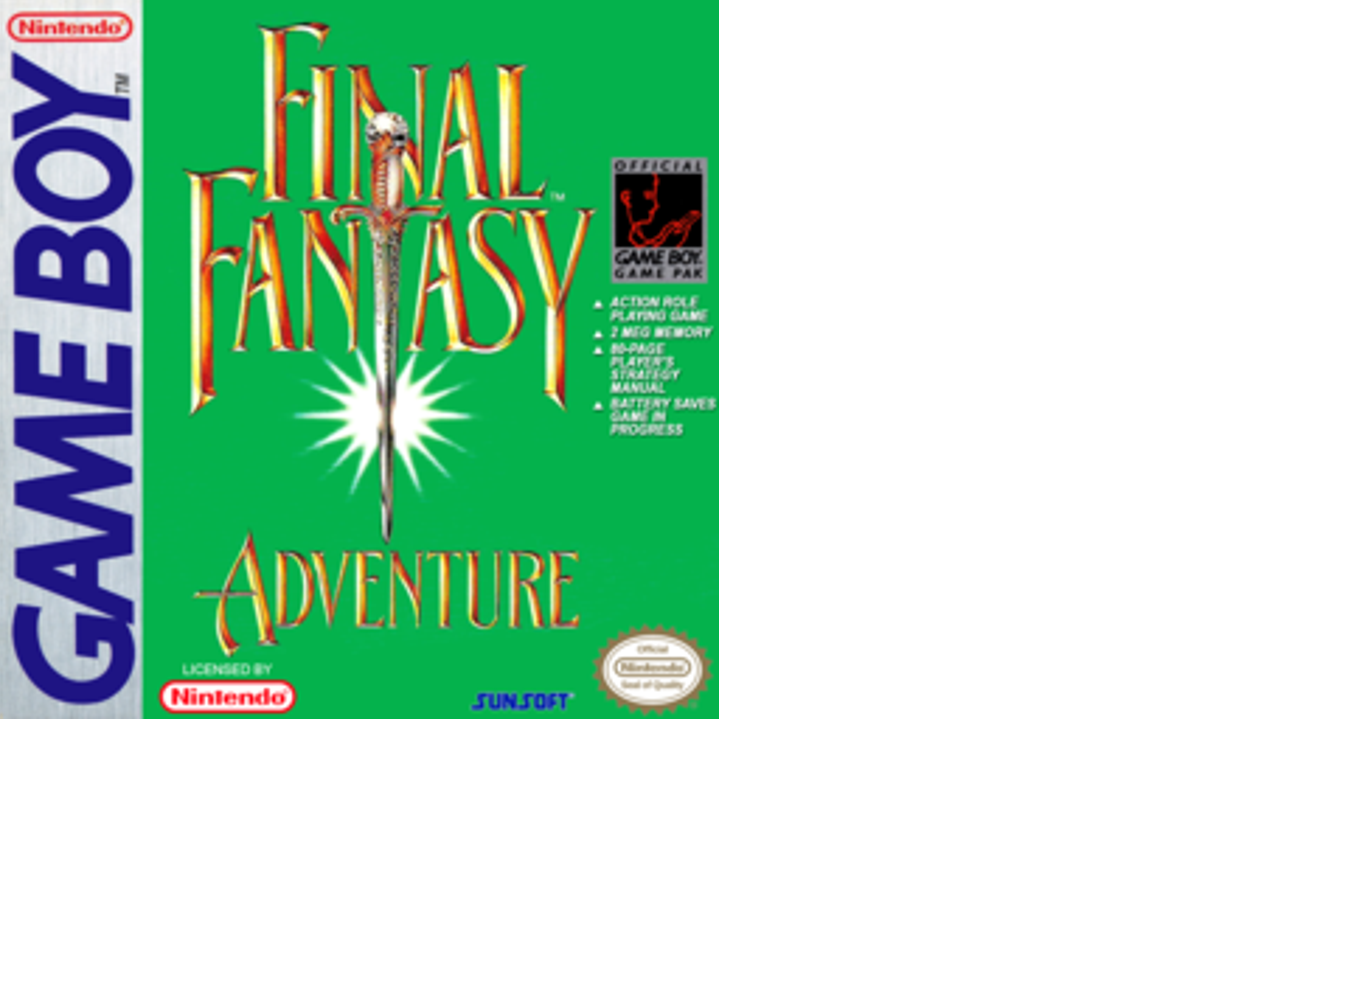 Nintendo®
GAME BOY™
FINAL
FANTASY™
ADVENTURE
OFFICIAL
GAME BOY.
GAME PAK
ACTION ROLE
PLAYING GAME
2 MEG MEMORY
80-PAGE
PLAYER'S
STRATEGY
MANUAL
BATTERY SAVES
GAME IN
PROGRESS
LICENSED BY
Nintendo®
SUNSOFT®
Official
Nintendo
Seal of Quality